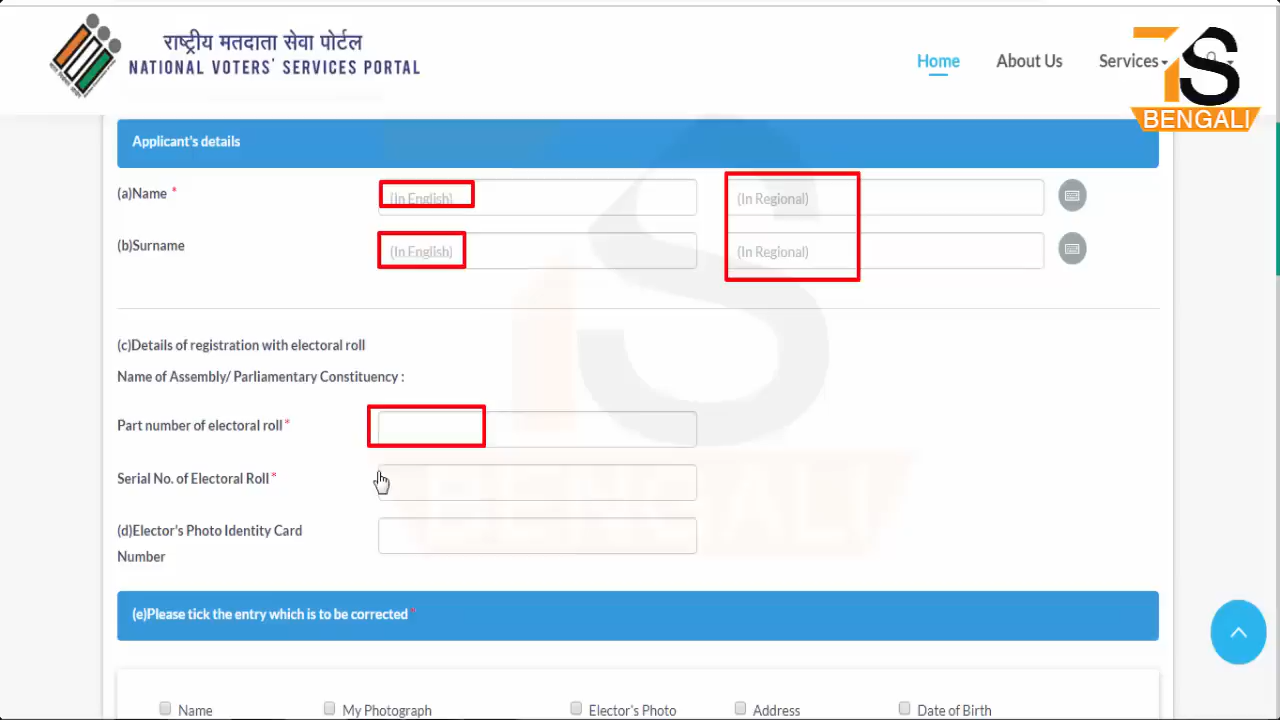 राष्ट्रीय मतदाता सेवा पोर्टल
NATIONAL VOTERS' SERVICES PORTAL
Home About Us Services
7S
BENGALI
Applicant's details
(a)Name * (In English) (In Regional)
(b)Surname (In English) (In Regional)
(c)Details of registration with electoral roll
Name of Assembly/ Parliamentary Constituency :
Part number of electoral roll*
Serial No. of Electoral Roll *
(d)Elector's Photo Identity Card
Number
(e)Please tick the entry which is to be corrected *
Name My Photograph Elector's Photo Address Date of Birth